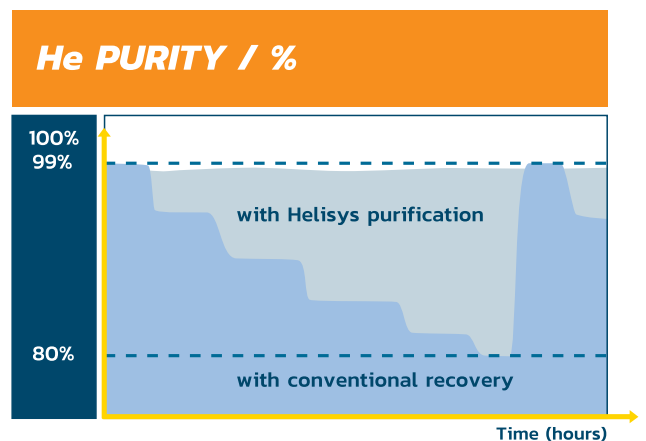 He PURITY / %
100%
99%
with Helisys purification
80%
with conventional recovery
Time (hours)